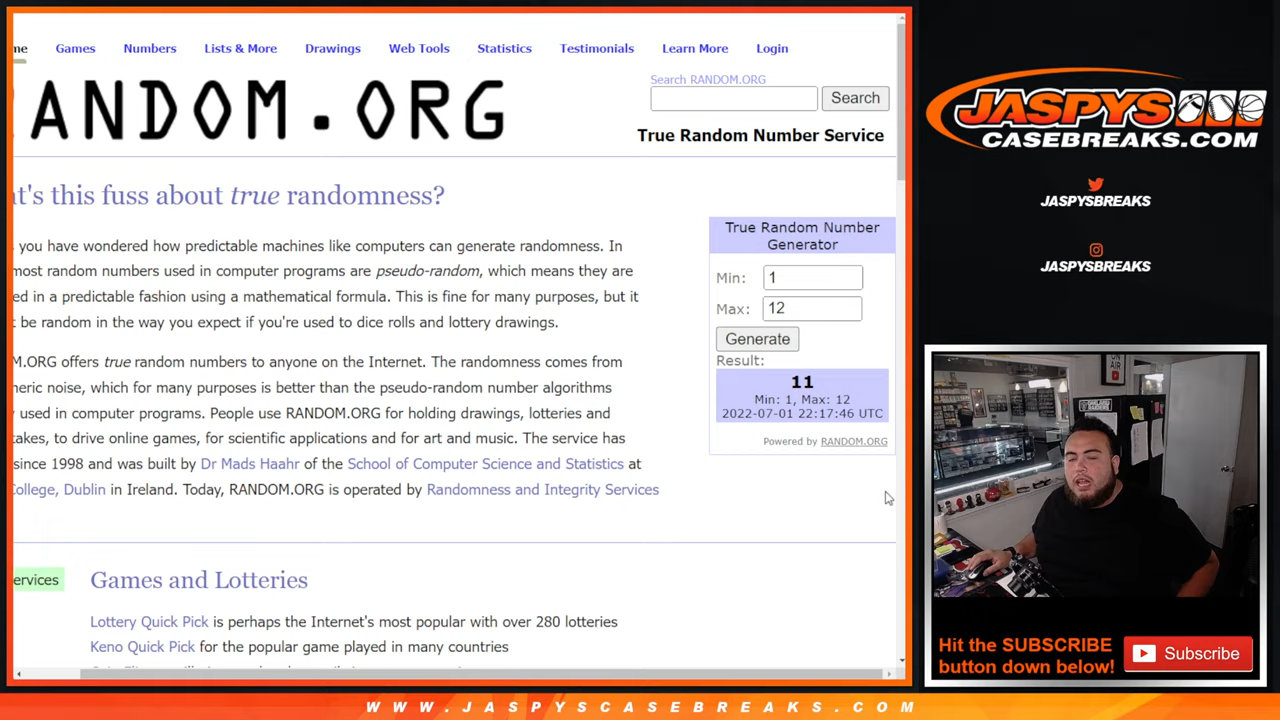 me Games Numbers Lists & More Drawings Web Tools Statistics Testimonials Learn More Login
RANDOM.ORG
Search RANDOM.ORG
Search
True Random Number Service
t's this fuss about true randomness?
you have wondered how predictable machines like computers can generate randomness. In
most random numbers used in computer programs are pseudo-random, which means they are
ed in a predictable fashion using a mathematical formula. This is fine for many purposes, but it
t be random in the way you expect if you're used to dice rolls and lottery drawings.
M.ORG offers true random numbers to anyone on the Internet. The randomness comes from
heric noise, which for many purposes is better than the pseudo-random number algorithms
y used in computer programs. People use RANDOM.ORG for holding drawings, lotteries and
takes, to drive online games, for scientific applications and for art and music. The service has
since 1998 and was built by Dr Mads Haahr of the School of Computer Science and Statistics at
College, Dublin in Ireland. Today, RANDOM.ORG is operated by Randomness and Integrity Services
True Random Number
Generator
Min: 1
Max: 12
Generate
Result:
11
Min: 1, Max: 12
2022-07-01 22:17:46 UTC
Powered by RANDOM.ORG
ervices
Games and Lotteries
Lottery Quick Pick is perhaps the Internet's most popular with over 280 lotteries
Keno Quick Pick for the popular game played in many countries
JASPYS
CASEBREAKS.COM
JASPYSBREAKS
JASPYSBREAKS
ON AIR
Hit the SUBSCRIBE
button down below!
Subscribe
WWW.JASPYSCASEBREAKS.COM